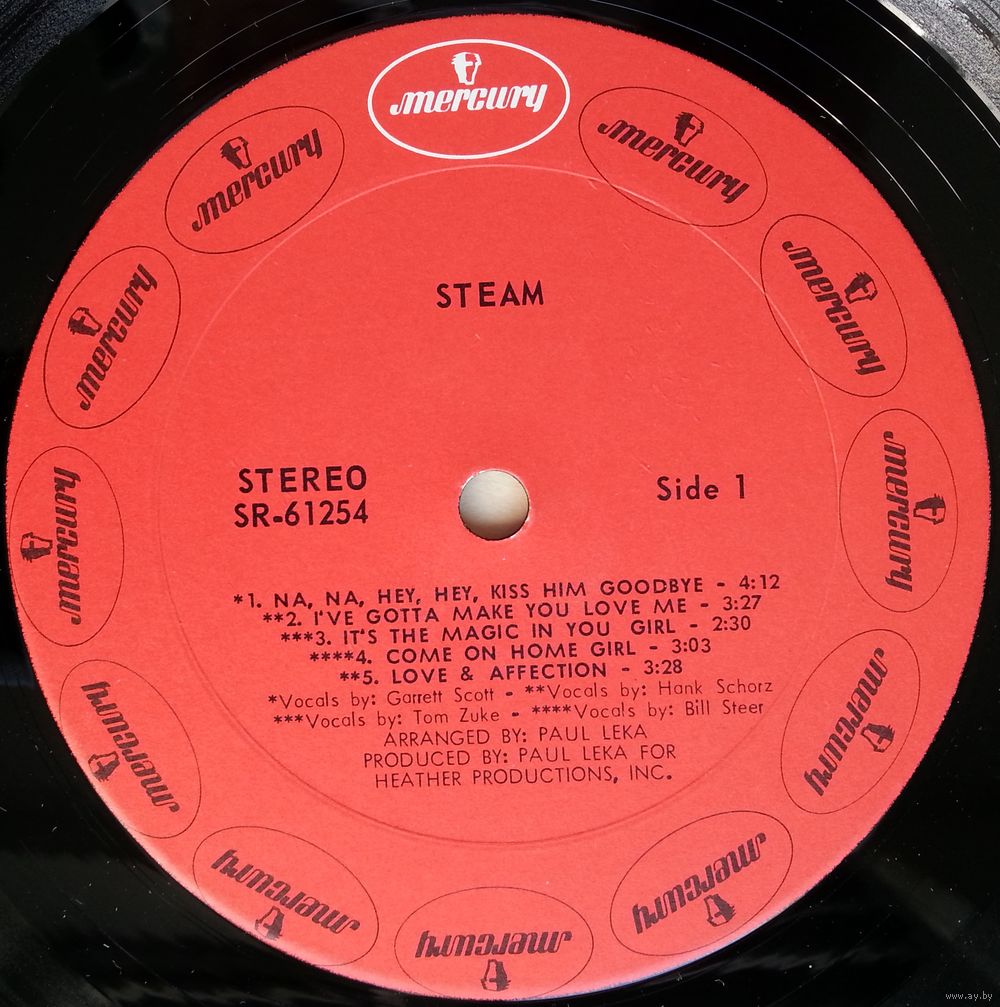 mercury
mercury
mercury
mercury
mercury
mercury
mercury
mercury
mercury
mercury
mercury
mercury
STEAM
STEREO
SR-61254
Side 1
*1. NA, NA, HEY, HEY, KISS HIM GOODBYE - 4:12
**2. I'VE GOTTA MAKE YOU LOVE ME - 3:27
***3. IT'S THE MAGIC IN YOU GIRL - 2:30
****4. COME ON HOME GIRL - 3:03
**5. LOVE & AFFECTION - 3:28
*Vocals by: Garrett Scott - **Vocals by: Hank Schorz
***Vocals by: Tom Zuke - ****Vocals by: Bill Steer
ARRANGED BY: PAUL LEKA
PRODUCED BY: PAUL LEKA FOR
HEATHER PRODUCTIONS, INC.
www.ay.by